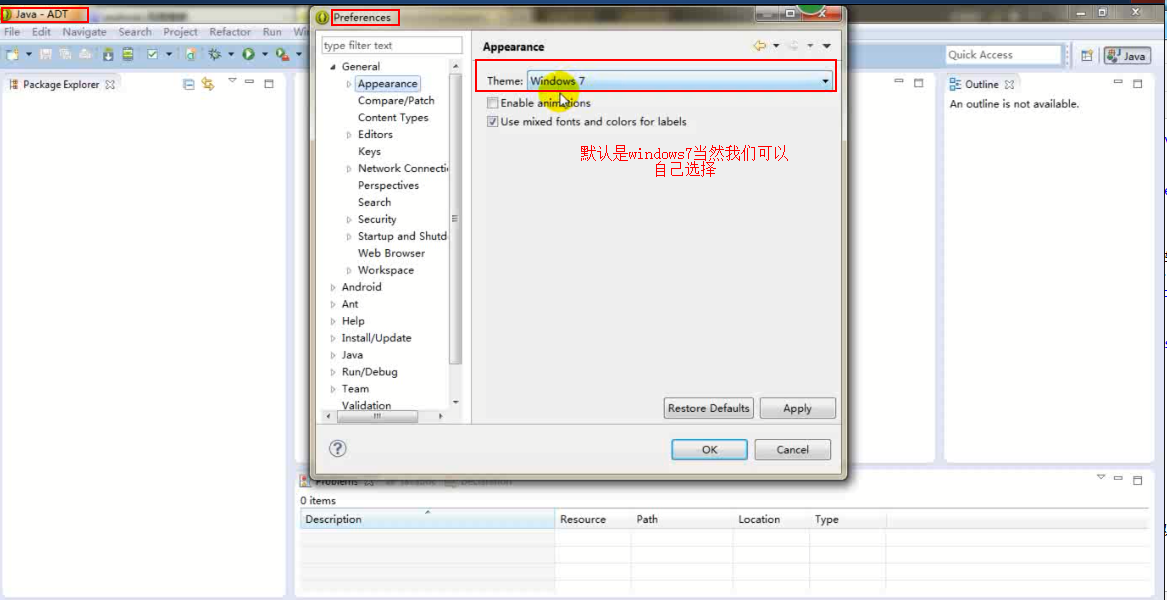 Java - ADT
File Edit Navigate Search Project Refactor Run
Quick Access
Java
Package Explorer
Preferences
type filter text
General
Appearance
Compare/Patch
Content Types
Editors
Keys
Network Connecti
Perspectives
Search
Security
Startup and Shutd
Web Browser
Workspace
Android
Ant
Help
Install/Update
Java
Run/Debug
Team
Validation
Appearance
Theme: Windows 7
Enable animations
Use mixed fonts and colors for labels
默认是windows7当然我们可以
自己选择
Restore Defaults Apply
OK Cancel
Outline
An outline is not available.
Problems
Declaration
0 items
Description Resource Path Location Type